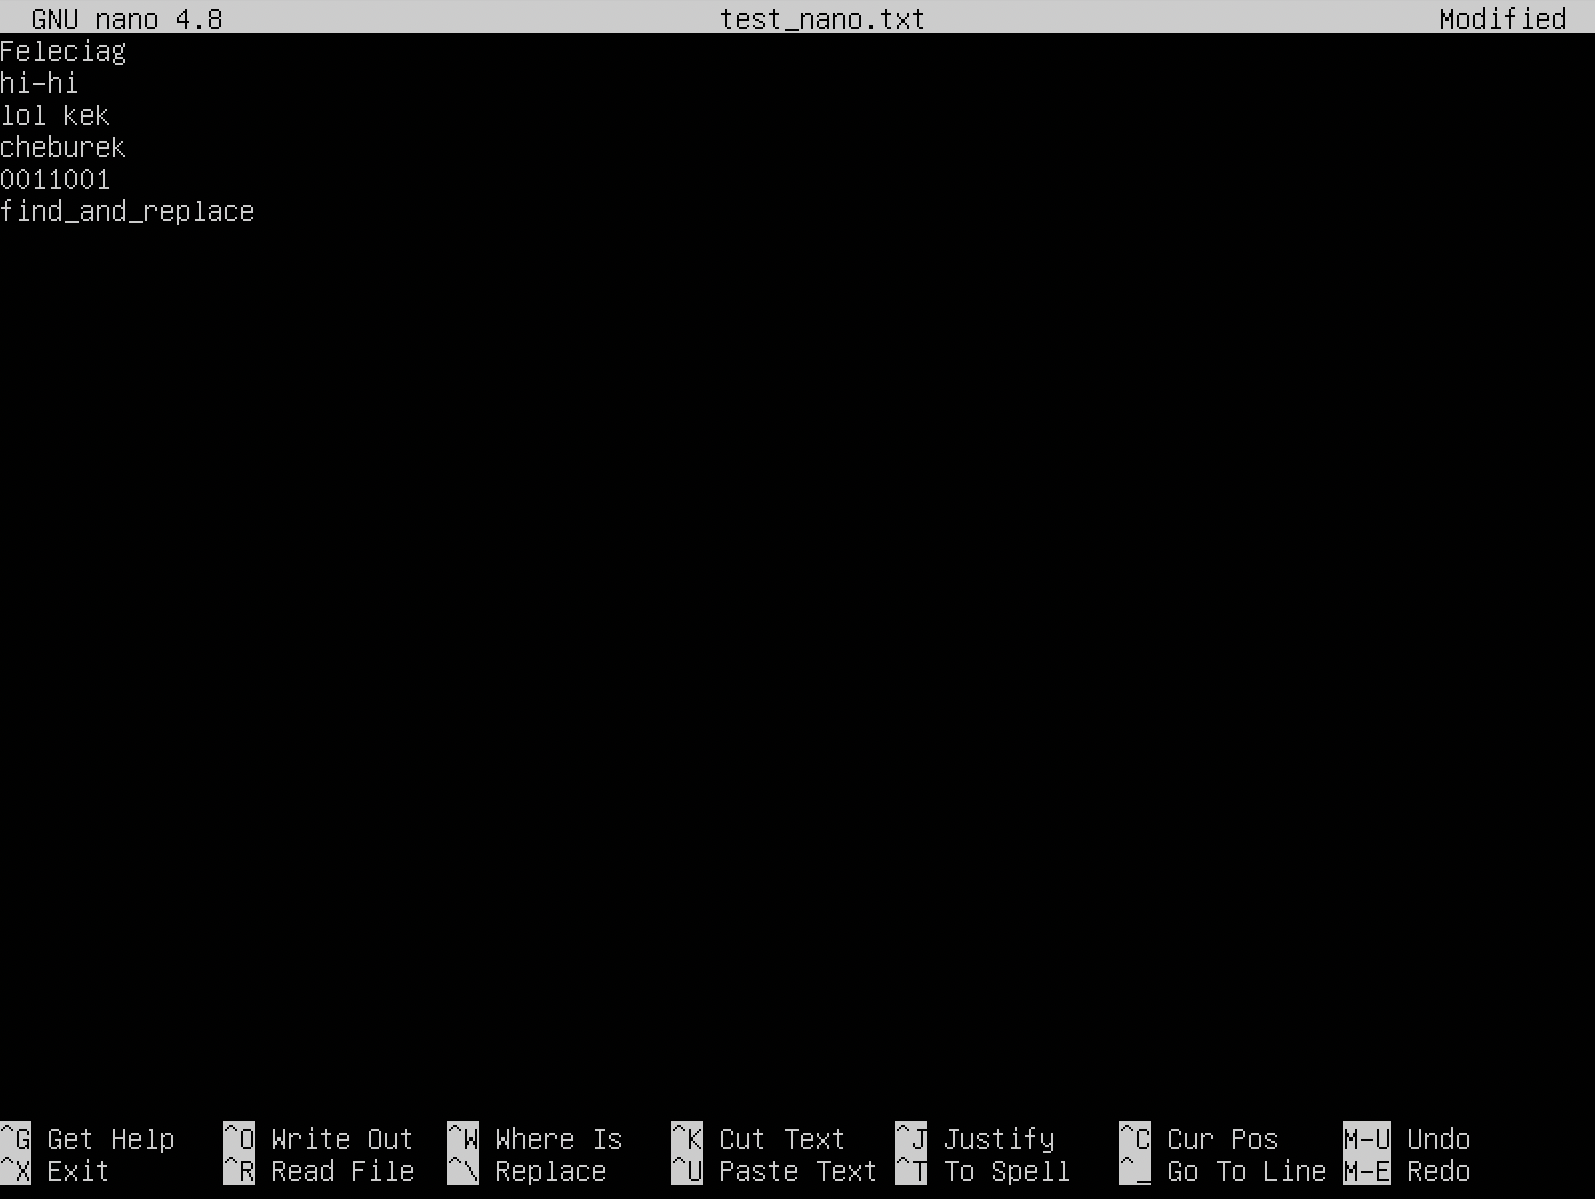 GNU nano 4.8 test_nano.txt Modified
Feleciag
hi-hi
lol kek
cheburek
0011001
find_and_replace
^G Get Help ^O Write Out ^W Where Is ^K Cut Text ^J Justify ^C Cur Pos M-U Undo
^X Exit ^R Read File ^\ Replace ^U Paste Text ^T To Spell ^_ Go To Line M-E Redo